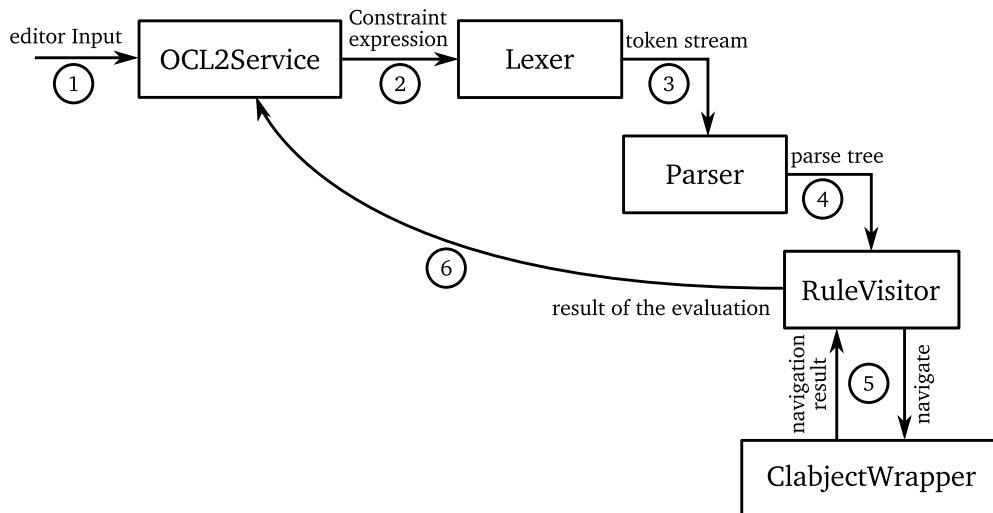 editor Input
1
OCL2Service
Constraint
expression
2
Lexer
token stream
3
Parser
parse tree
4
RuleVisitor
6
result of the evaluation
navigation
result
5
navigate
ClabjectWrapper